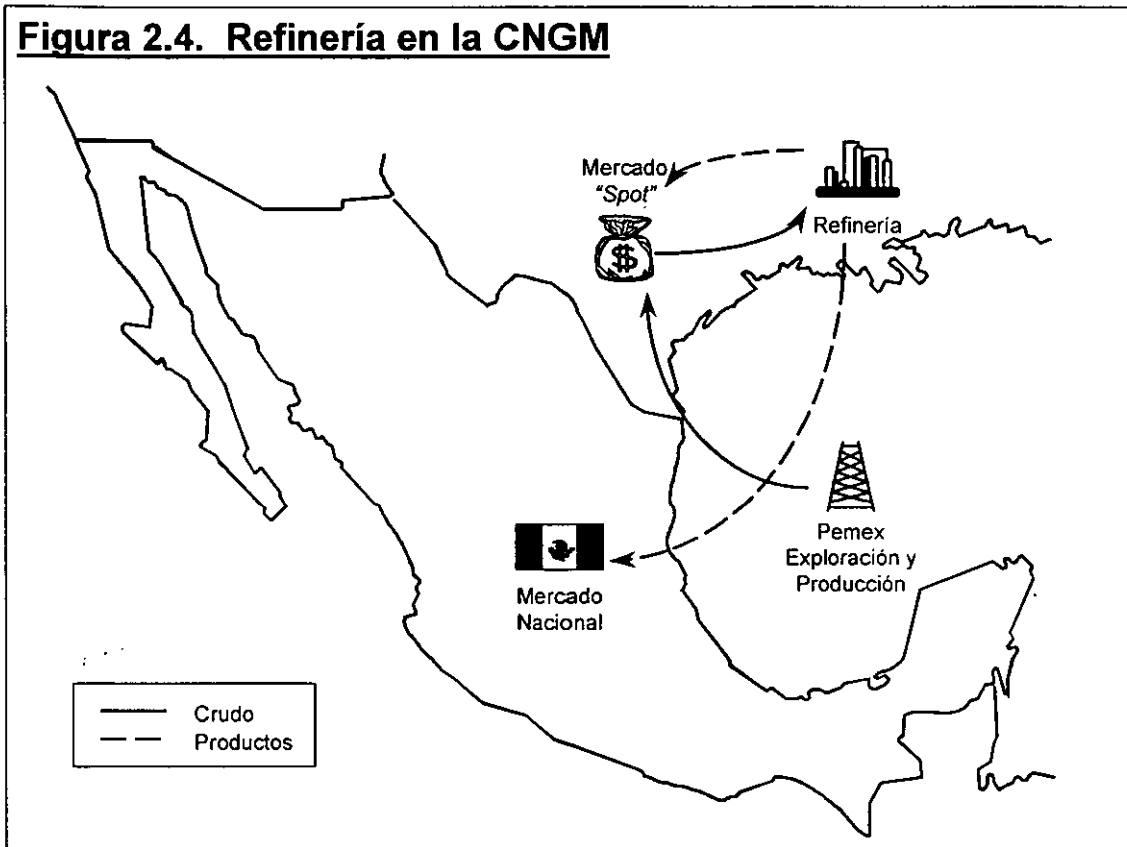 Figura 2.4. Refinería en la CNGM
Mercado
"Spot"
$
Refinería
Pemex
Exploración y
Producción
Mercado
Nacional
Crudo
Productos